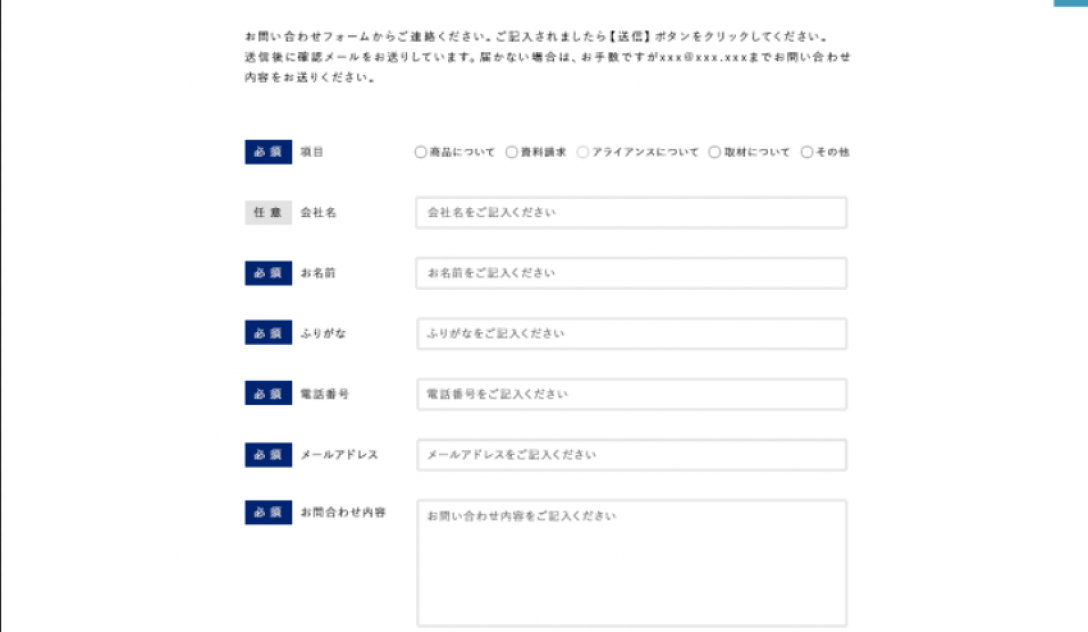 お問い合わせフォームからご連絡ください。ご記入されましたら【送信】ボタンをクリックしてください。
送信後に確認メールをお送りしています。届かない場合は、お手数ですがxxx@xxx.xxxまでお問い合わせ
内容をお送りください。
必須 項目 商品について 資料請求 アライアンスについて 取材について その他
任意 会社名 会社名をご記入ください
必須 お名前 お名前をご記入ください
必須 ふりがな ふりがなをご記入ください
必須 電話番号 電話番号をご記入ください
必須 メールアドレス メールアドレスをご記入ください
必須 お問合わせ内容 お問い合わせ内容をご記入ください